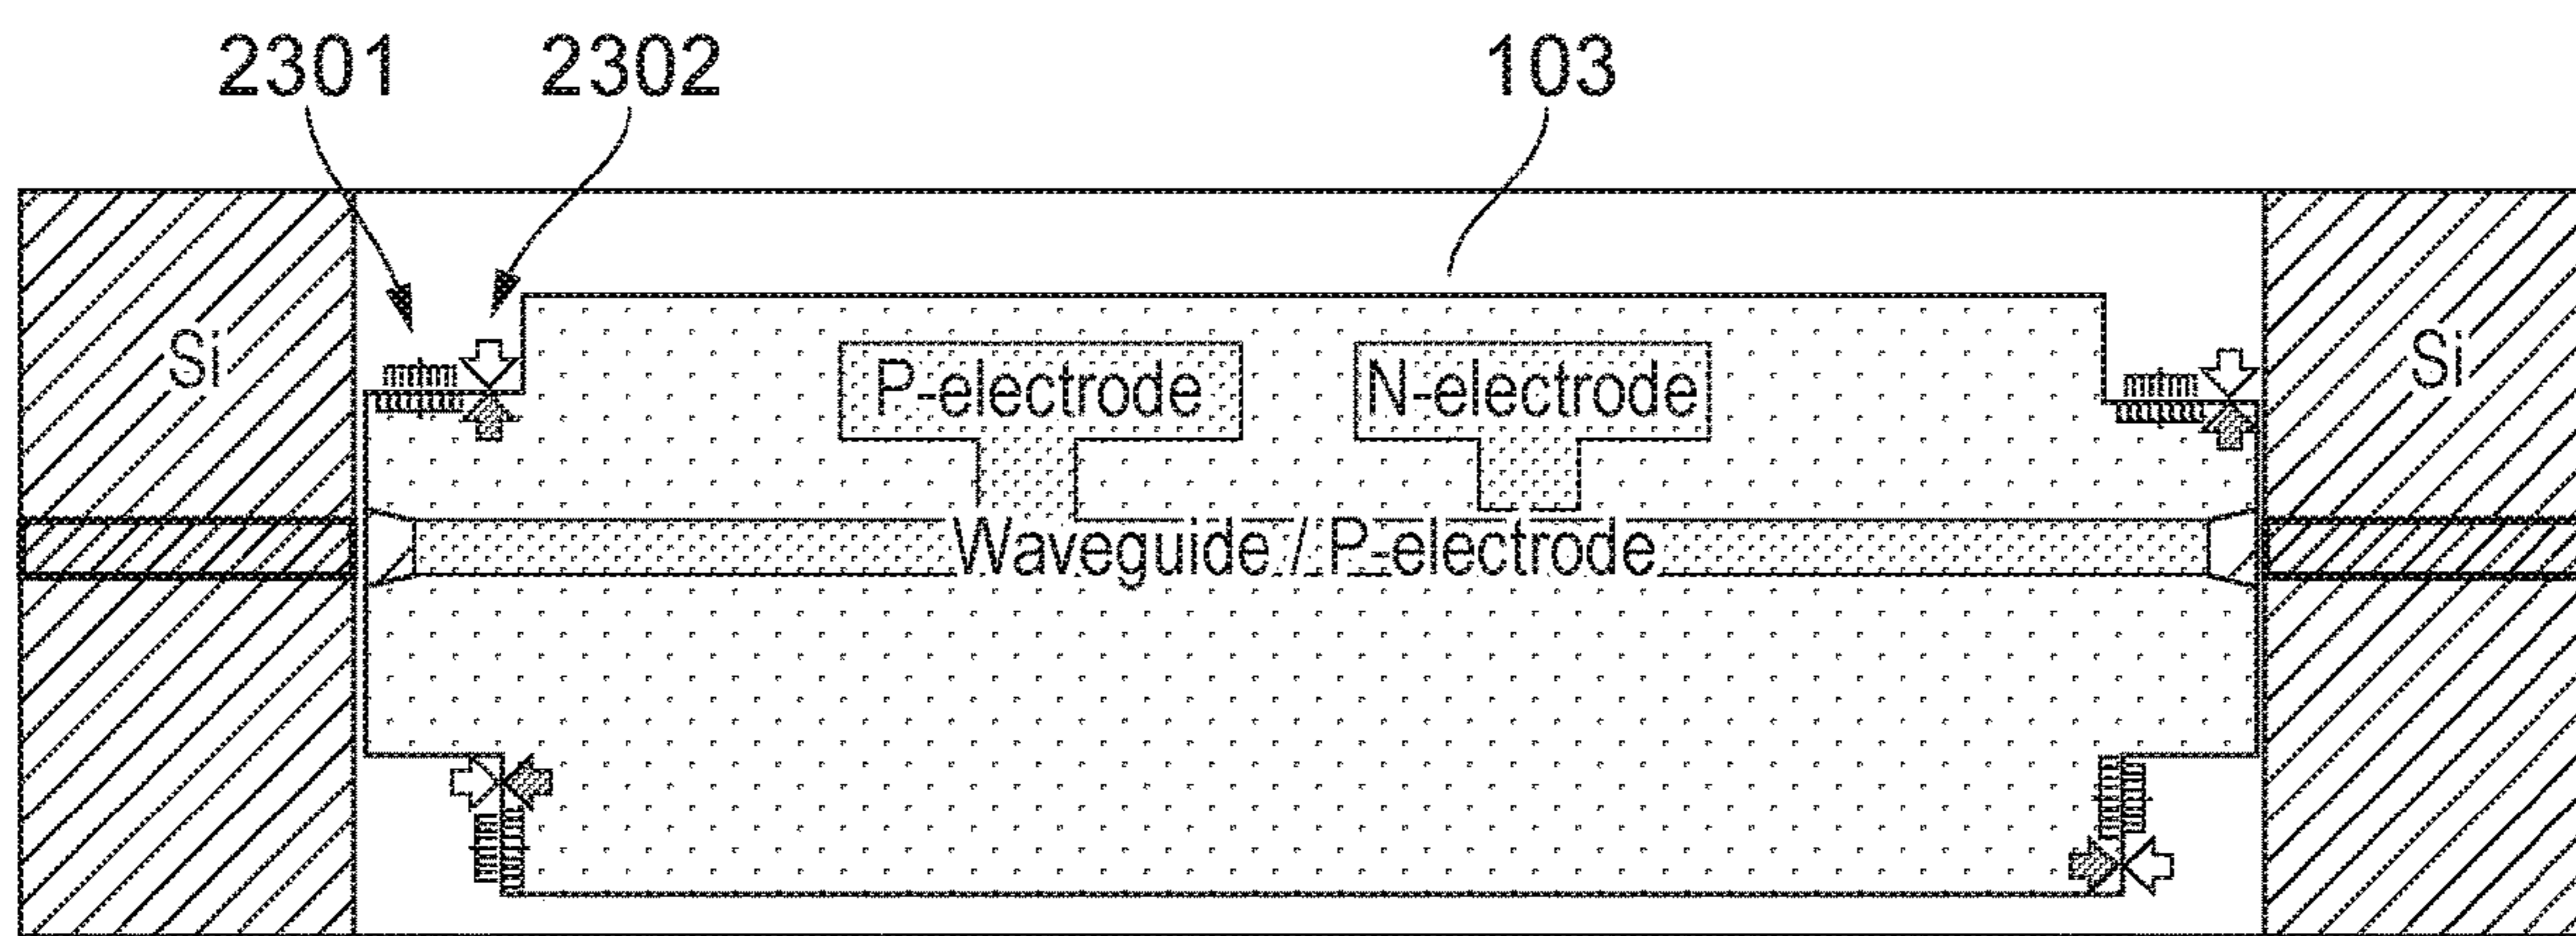 2301 2302 103
Si P-electrode N-electrode Si
Waveguide / P-electrode